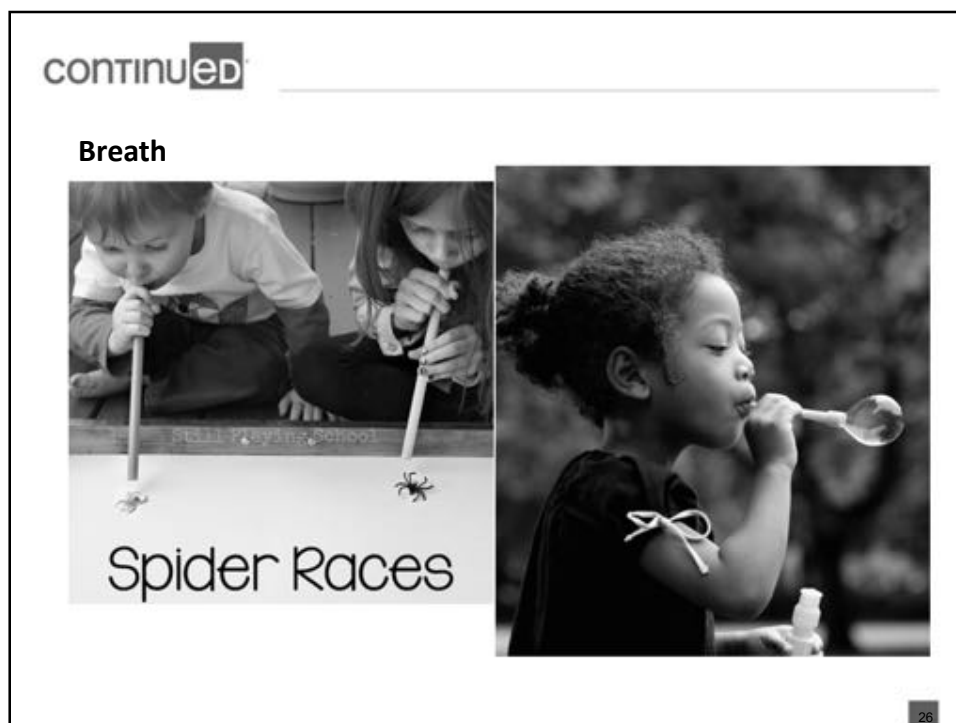 continued
Breath
Still Playing School
Spider Races
26